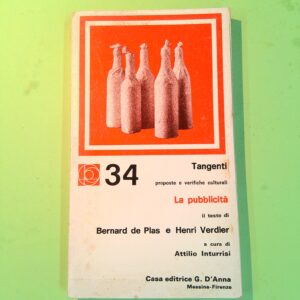 34
Tangenti
proposte e verifiche culturali
La pubblicità
il testo di
Bernard de Plas e Henri Verdier
a cura di
Attilio Inturrisi
Casa editrice G. D'Anna
Messina-Firenze